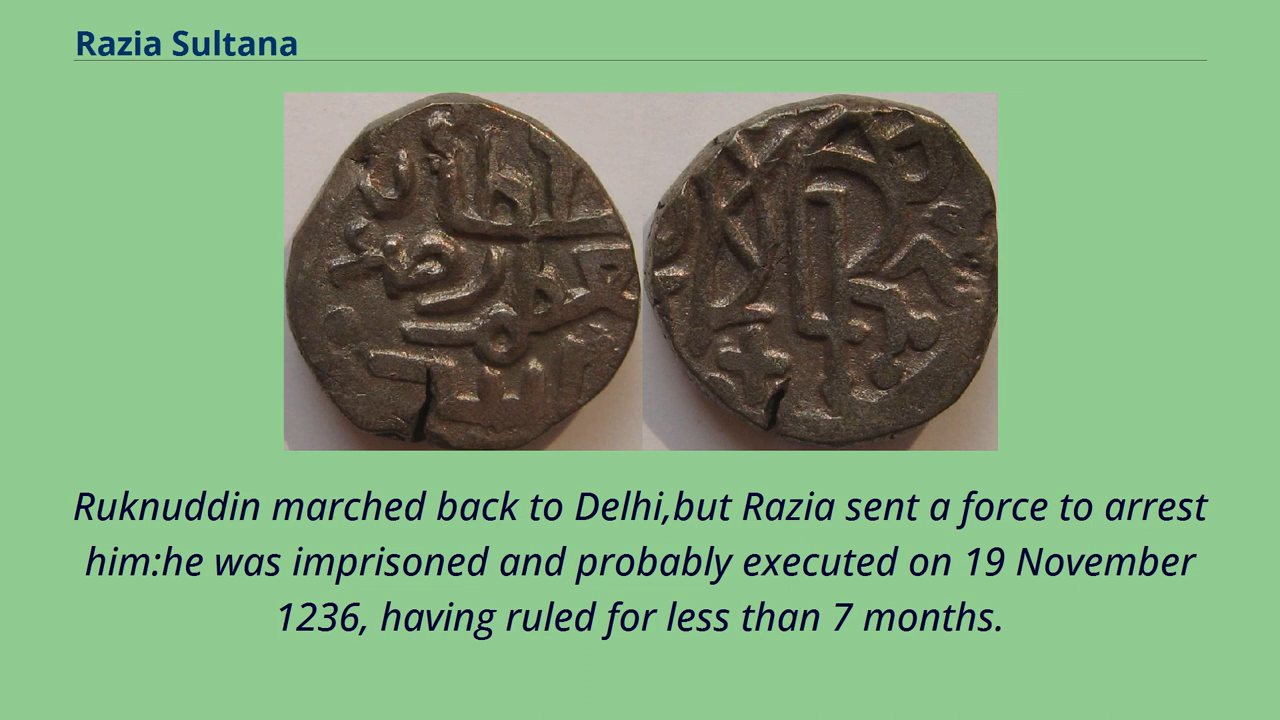 Razia Sultana
Ruknuddin marched back to Delhi,but Razia sent a force to arrest
him:he was imprisoned and probably executed on 19 November
1236, having ruled for less than 7 months.